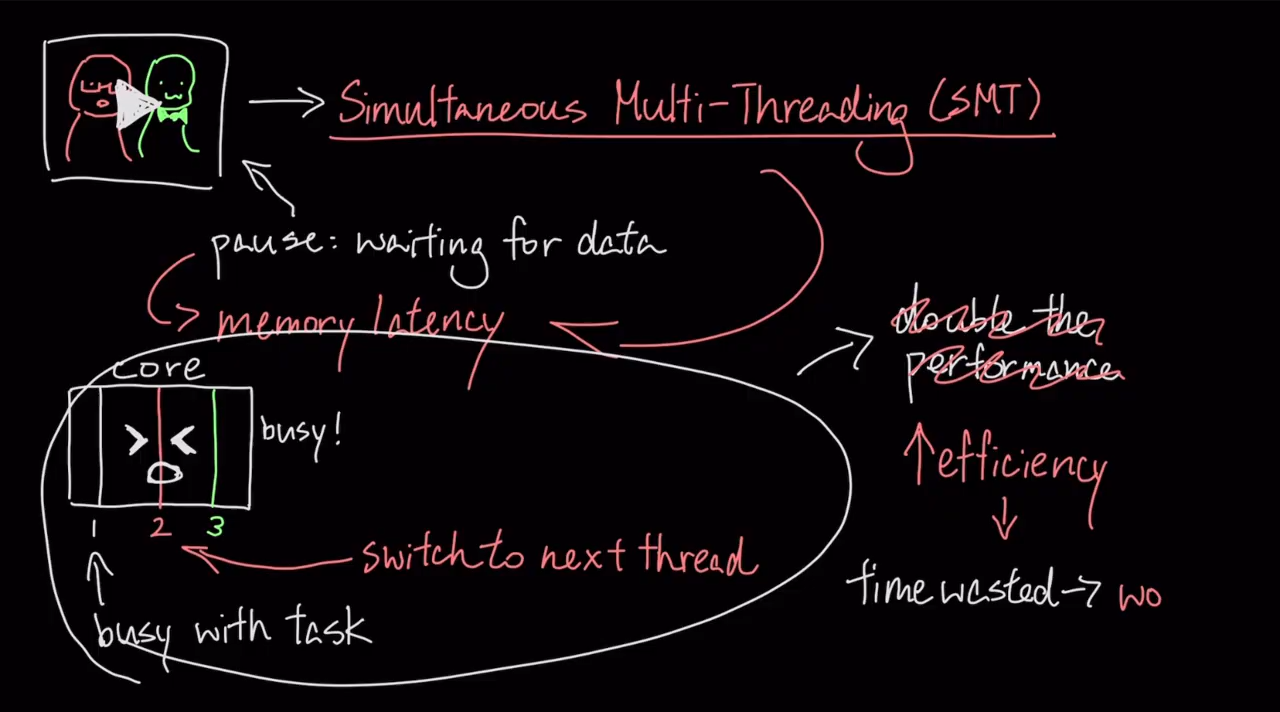 Simultaneous Multi-Threading (SMT)
pause: waiting for data
memory latency
core
busy!
1 2 3
switch to next thread
busy with task
double the
performance
↑ efficiency
time wasted → wo